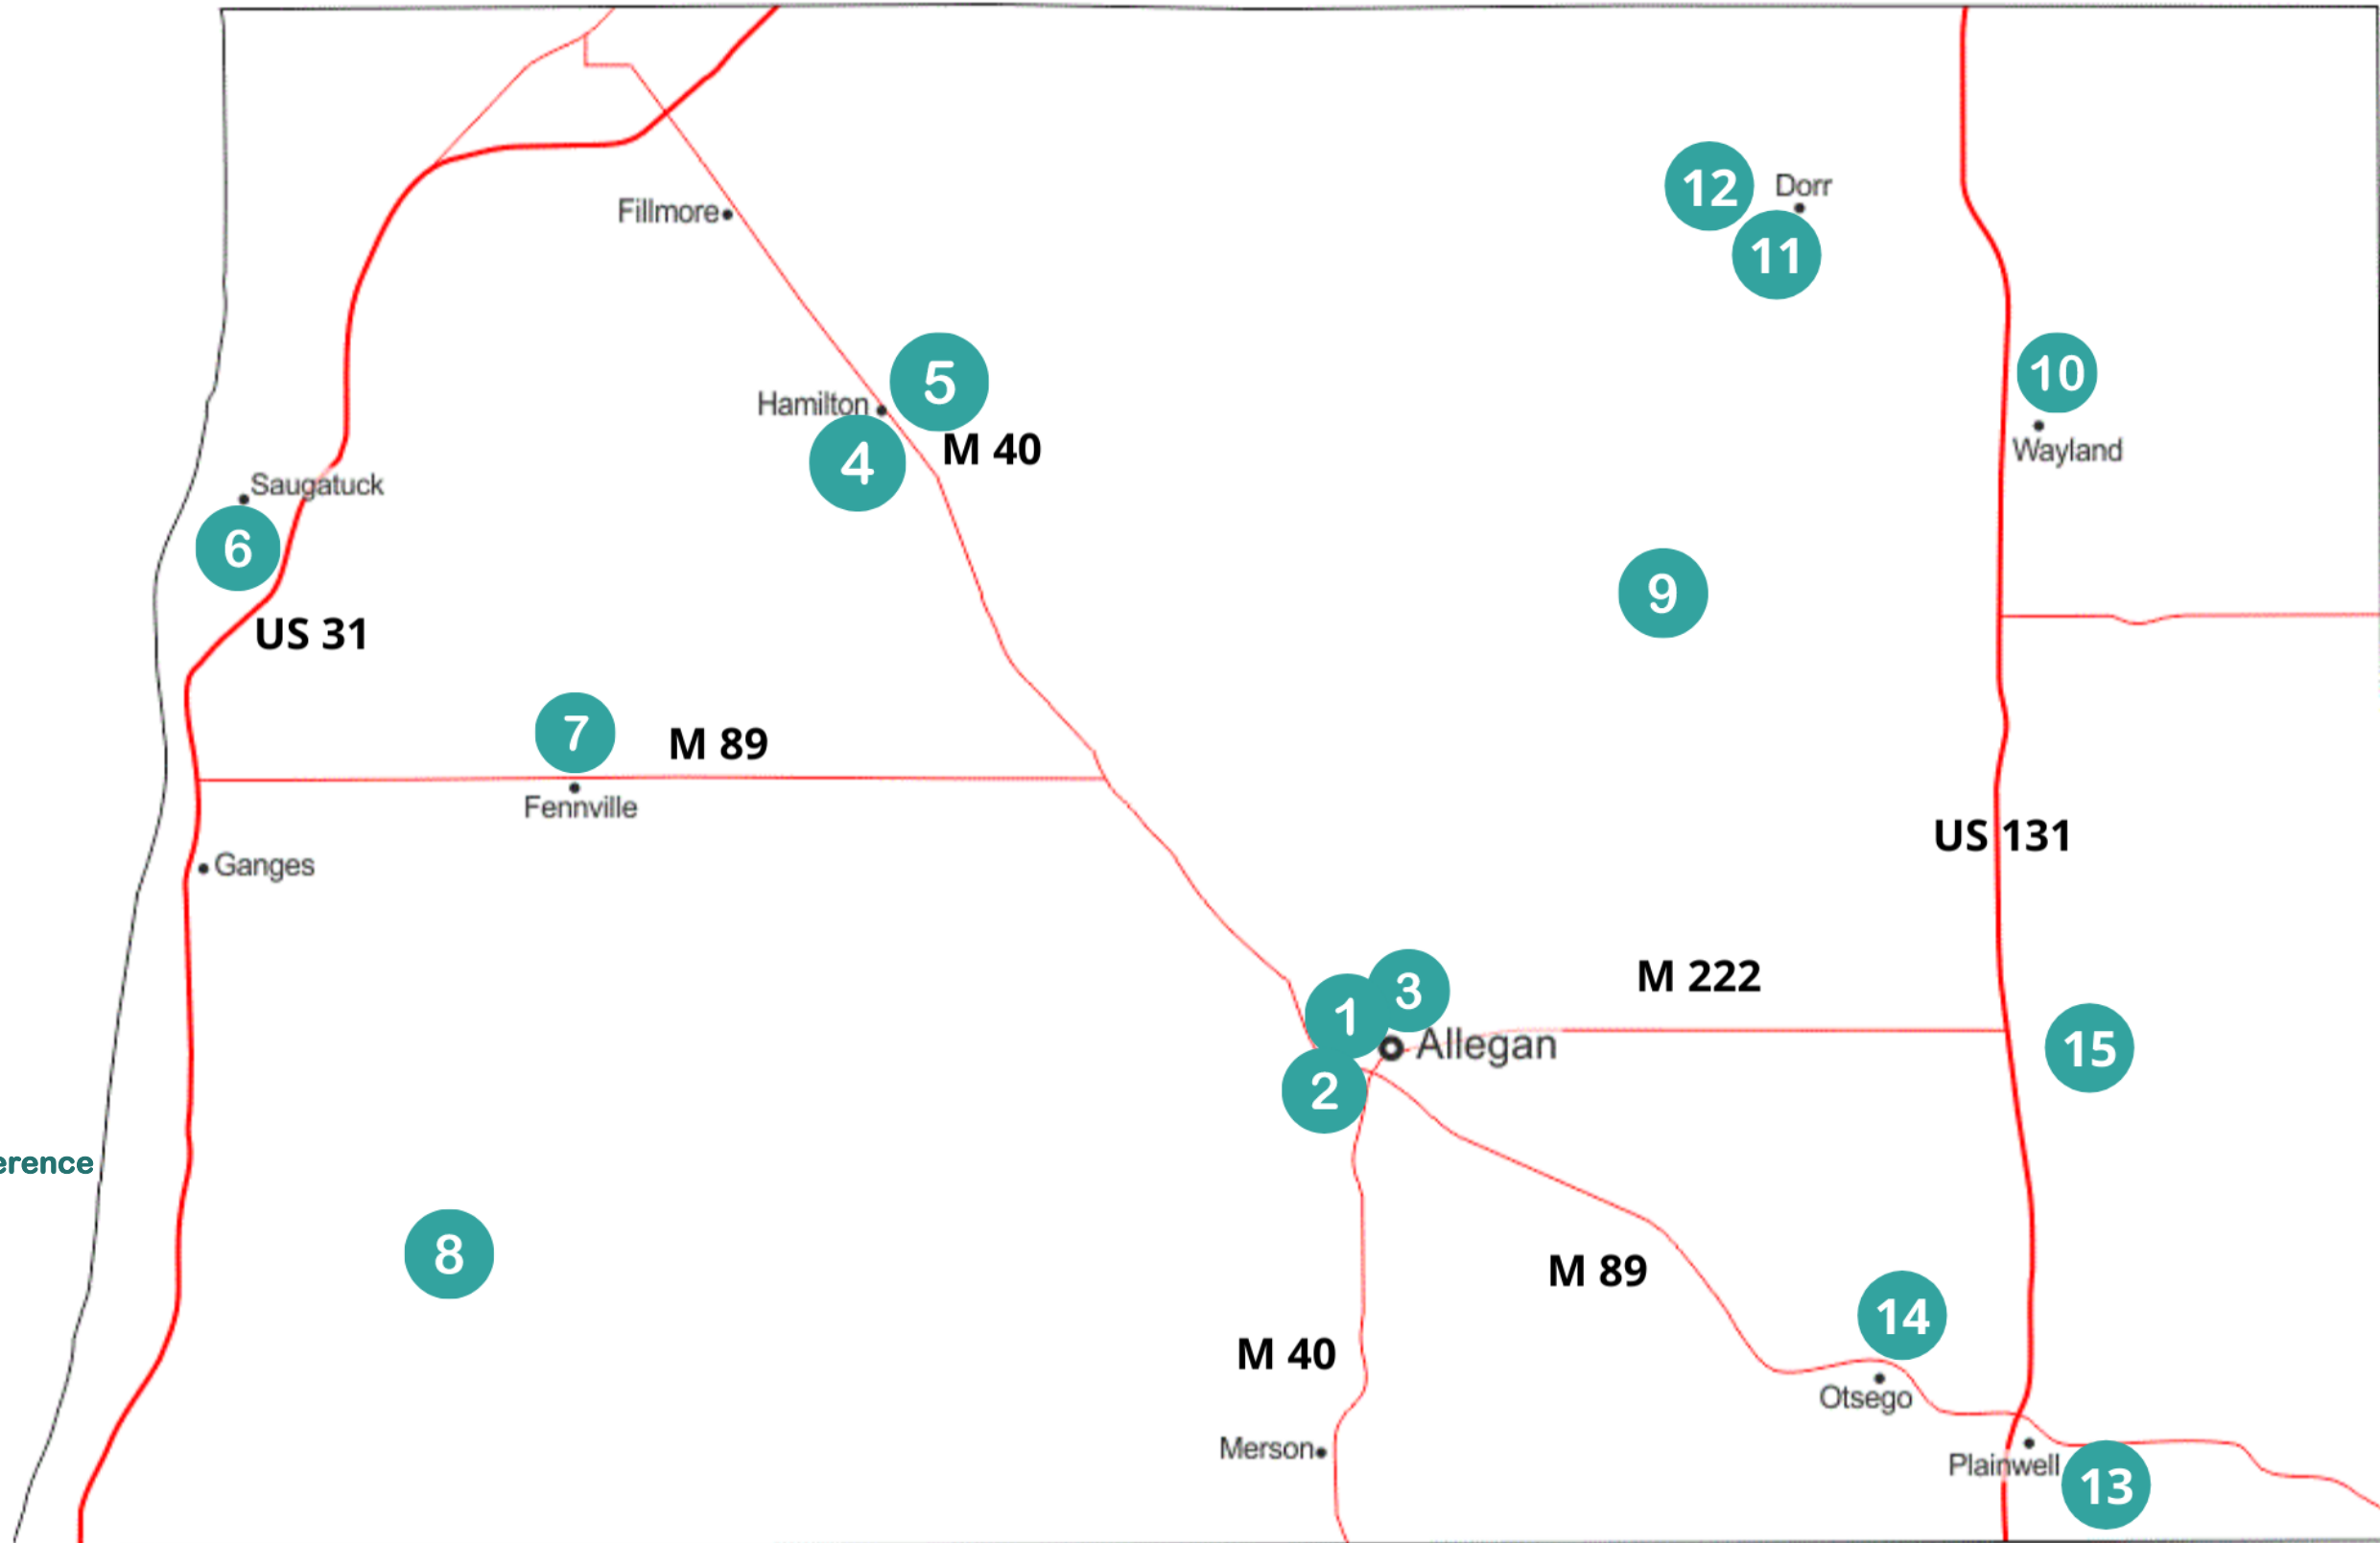 12
Dorr
Fillmore
11
10
5
Hamilton
M 40
Wayland
4
Saugatuck
6
9
US 31
7
M 89
Fennville
US 131
Ganges
M 222
3
1
Allegan
15
2
erence
8
M 89
14
M 40
Otsego
Merson
Plainwell
13